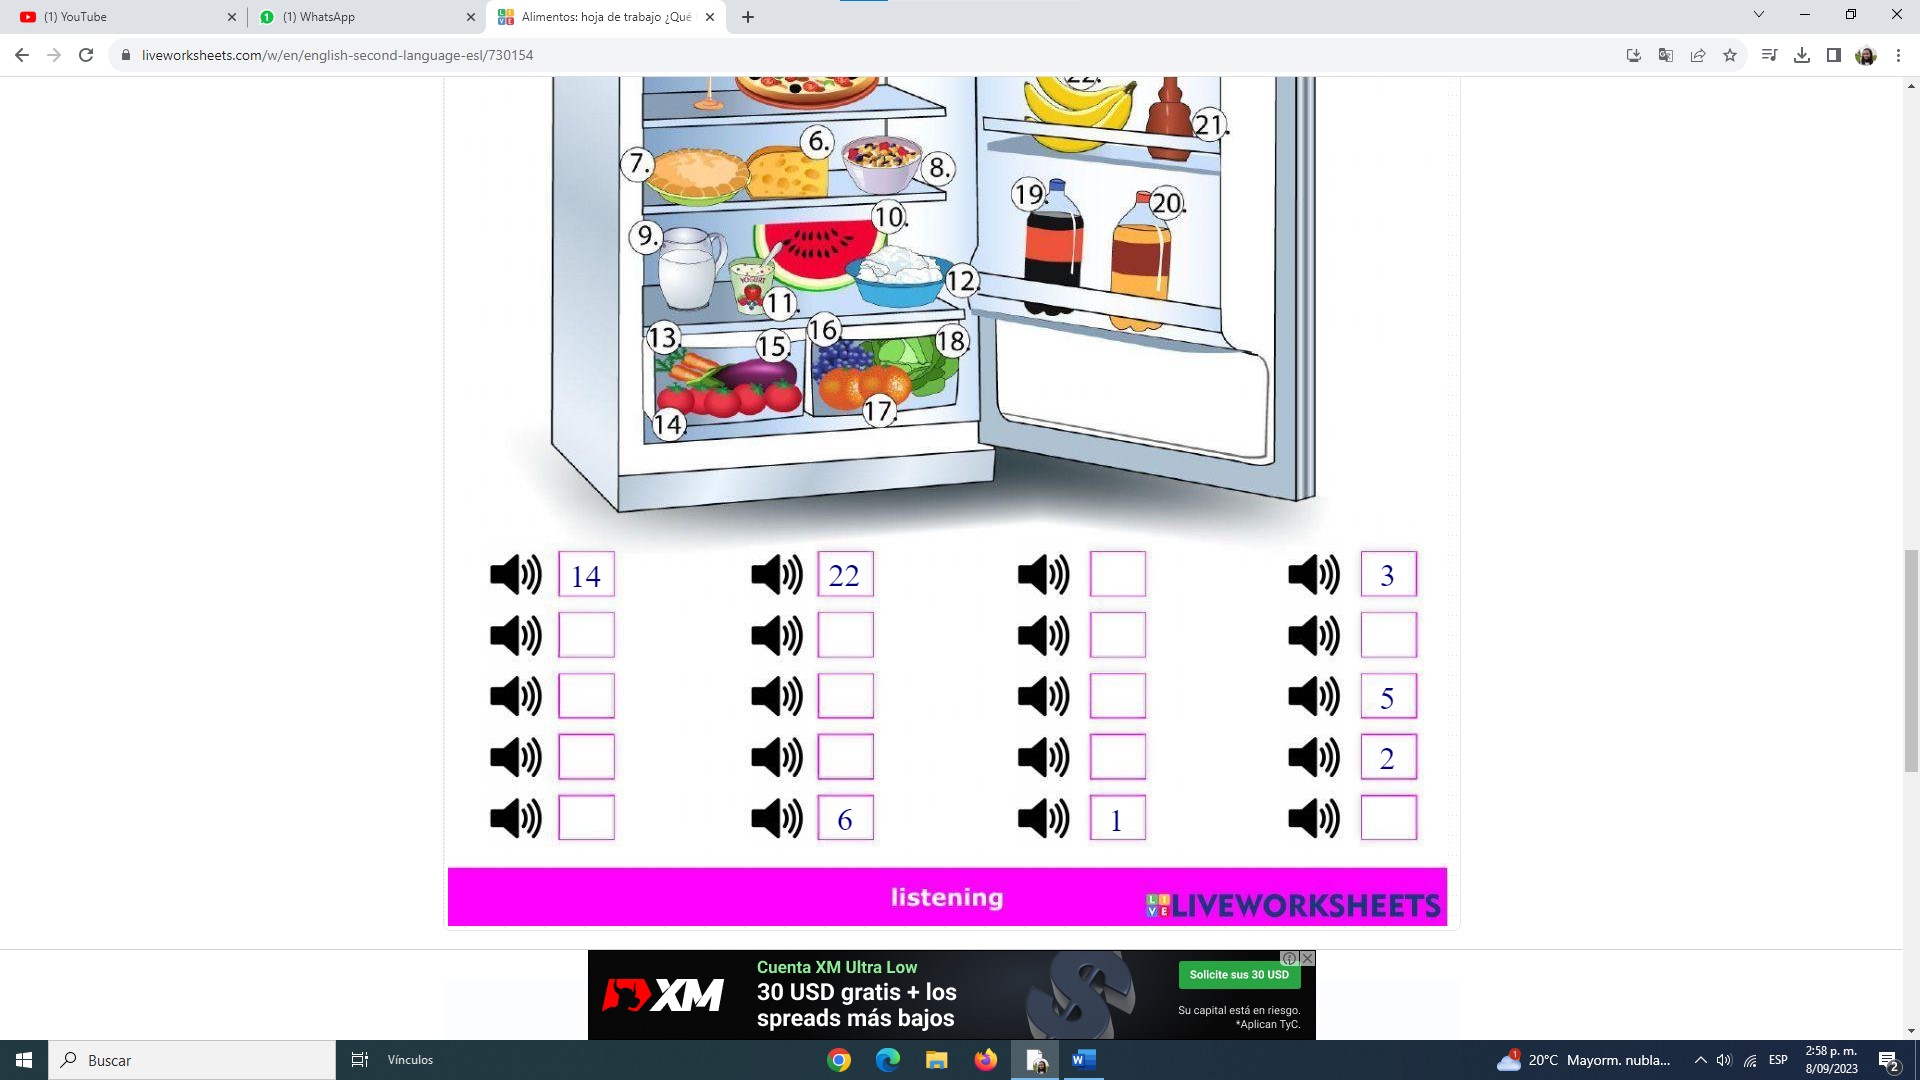 (1) YouTube
(1) WhatsApp
Alimentos: hoja de trabajo ¿Qué
liveworksheets.com/w/en/english-second-language-esl/730154
22.
21.
6.
7.
8.
19.
20.
10.
9.
12.
11.
13.
16.
15.
18.
17.
14.
YOGURT
14 22 3
5
2
6 1
listening
LIVE LIVEWORKSHEETS
XM
Cuenta XM Ultra Low
30 USD gratis + los
spreads más bajos
Solicite sus 30 USD
Su capital está en riesgo.
*Aplican TyC.
Buscar
Vínculos
W
1
20°C Mayorm. nubla...
ESP
2:58 p. m.
8/09/2023
2